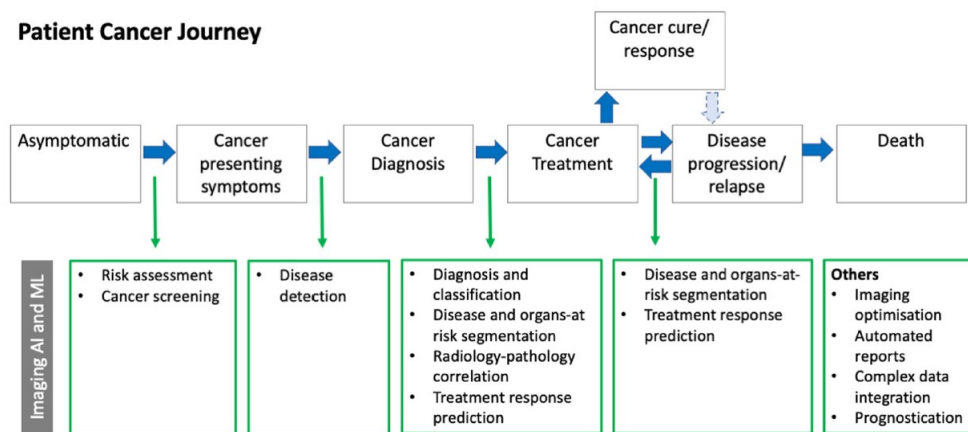 Patient Cancer Journey
Cancer cure/
response
Asymptomatic
Cancer
presenting
symptoms
Cancer
Diagnosis
Cancer
Treatment
Disease
progression/
relapse
Death
Imaging AI and ML
• Risk assessment
• Cancer screening
• Disease
detection
• Diagnosis and
classification
• Disease and organs-at
risk segmentation
• Radiology-pathology
correlation
• Treatment response
prediction
• Disease and organs-at-
risk segmentation
• Treatment response
prediction
Others
• Imaging
optimisation
• Automated
reports
• Complex data
integration
• Prognostication